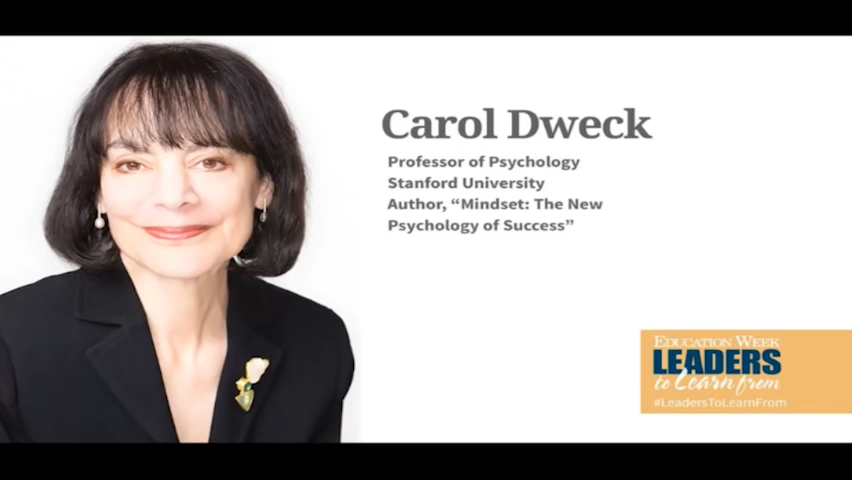 Carol Dweck
Professor of Psychology
Stanford University
Author, “Mindset: The New
Psychology of Success”
EDUCATION WEEK
LEADERS
to Learn from
#LeadersToLearnFrom